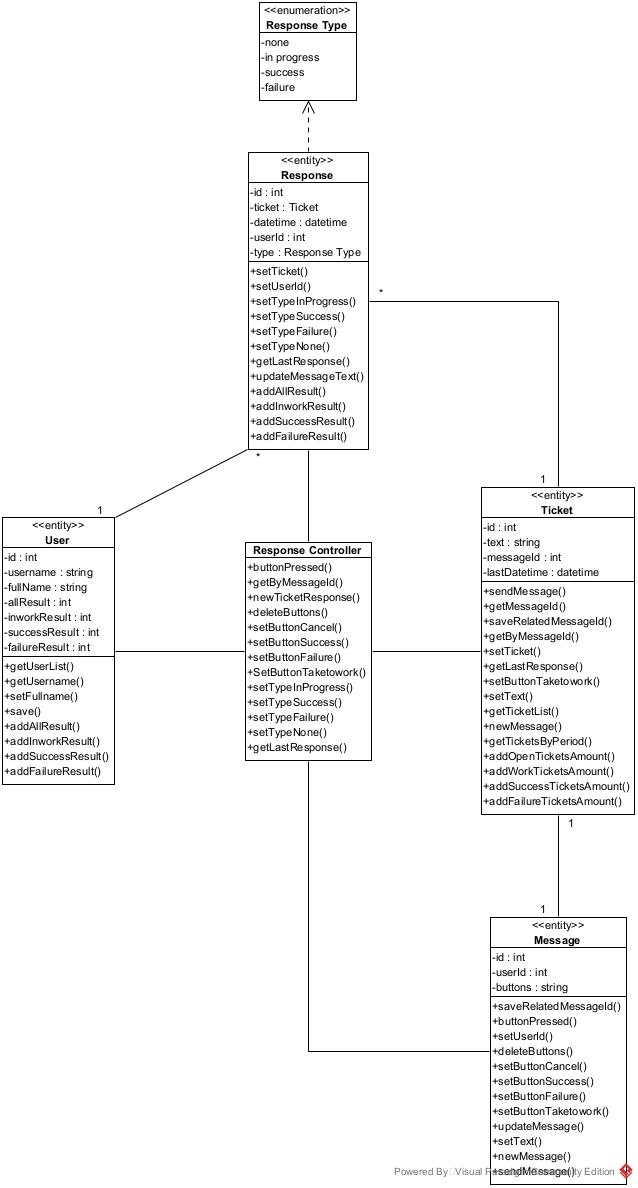 <<enumeration>>
Response Type
-none
-in progress
-success
-failure
<<entity>>
Response
-id : int
-ticket : Ticket
-datetime : datetime
-userId : int
-type : Response Type
+setTicket()
+setUserId()
+setTypeInProgress()
+setTypeSuccess()
+setTypeFailure()
+setTypeNone()
+getLastResponse()
+updateMessageText()
+addAllResult()
+addInworkResult()
+addSuccessResult()
+addFailureResult()
*
*
1
1
<<entity>>
User
-id : int
-username : string
-fullName : string
-allResult : int
-inworkResult : int
-successResult : int
-failureResult : int
+getUserList()
+getUsername()
+setFullname()
+save()
+addAllResult()
+addInworkResult()
+addSuccessResult()
+addFailureResult()
Response Controller
+buttonPressed()
+getByMessageId()
+newTicketResponse()
+deleteButtons()
+setButtonCancel()
+setButtonSuccess()
+setButtonFailure()
+SetButtonTaketowork()
+setTypeInProgress()
+setTypeSuccess()
+setTypeFailure()
+setTypeNone()
+getLastResponse()
<<entity>>
Ticket
-id : int
-text : string
-messageId : int
-lastDatetime : datetime
+sendMessage()
+getMessageId()
+saveRelatedMessageId()
+getByMessageId()
+setTicket()
+getLastResponse()
+setButtonTaketowork()
+setText()
+getTicketList()
+newMessage()
+getTicketsByPeriod()
+addOpenTicketsAmount()
+addWorkTicketsAmount()
+addSuccessTicketsAmount()
+addFailureTicketsAmount()
1
1
<<entity>>
Message
-id : int
-userId : int
-buttons : string
+saveRelatedMessageId()
+buttonPressed()
+setUserId()
+deleteButtons()
+setButtonCancel()
+setButtonSuccess()
+setButtonFailure()
+setButtonTaketowork()
+updateMessage()
+setText()
+newMessage()
+sendMessage()
Powered By Visual Paradigm Community Edition